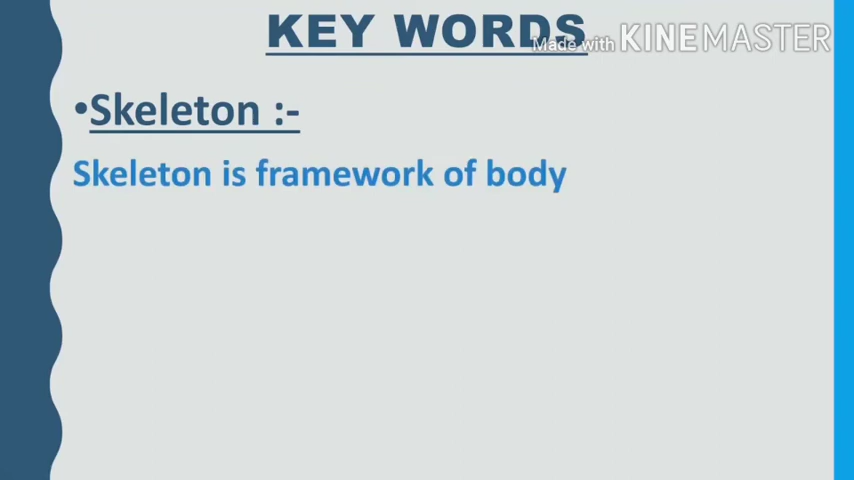 KEY WORDS
Made with KINEMASTER
•Skeleton :-
Skeleton is framework of body